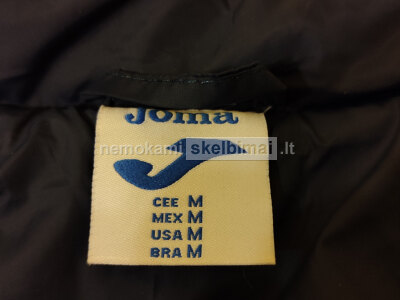 Joma
nemokami skelbimai.lt
CEE M
MEX M
USA M
BRA M